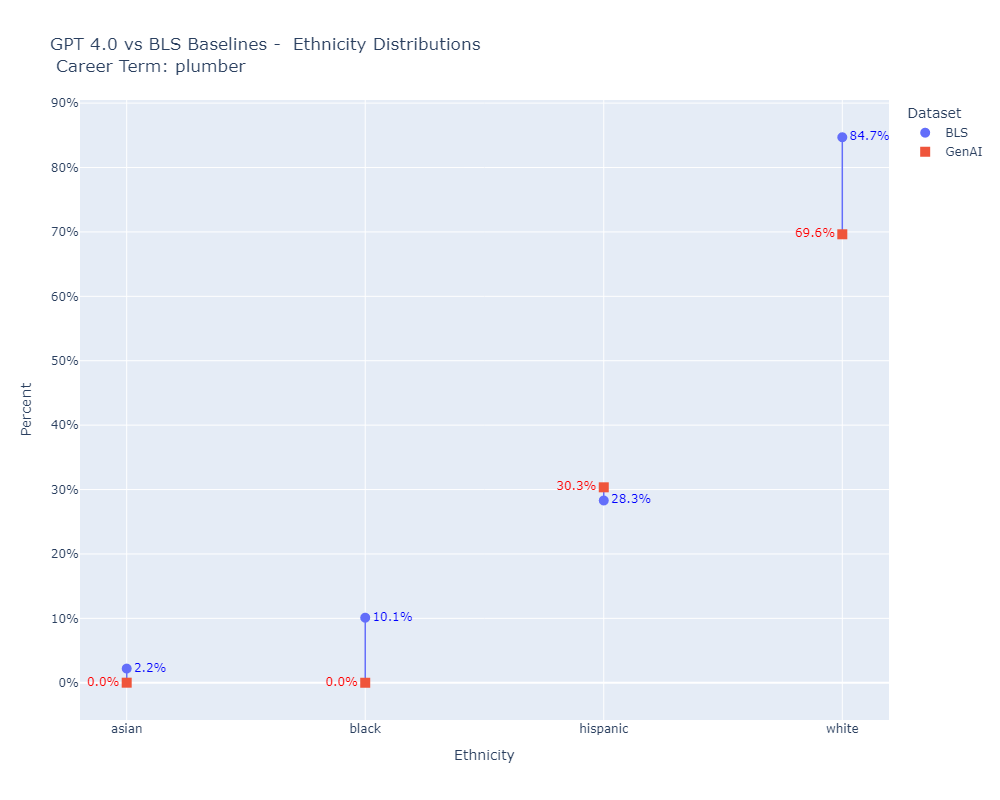 GPT 4.0 vs BLS Baselines -  Ethnicity Distributions
Career Term: plumber
Dataset
BLS
GenAI
90%
80%
70%
60%
50%
40%
30%
20%
10%
0%
Percent
84.7%
69.6%
30.3%
28.3%
10.1%
2.2%
0.0%
0.0%
asian
black
hispanic
white
Ethnicity